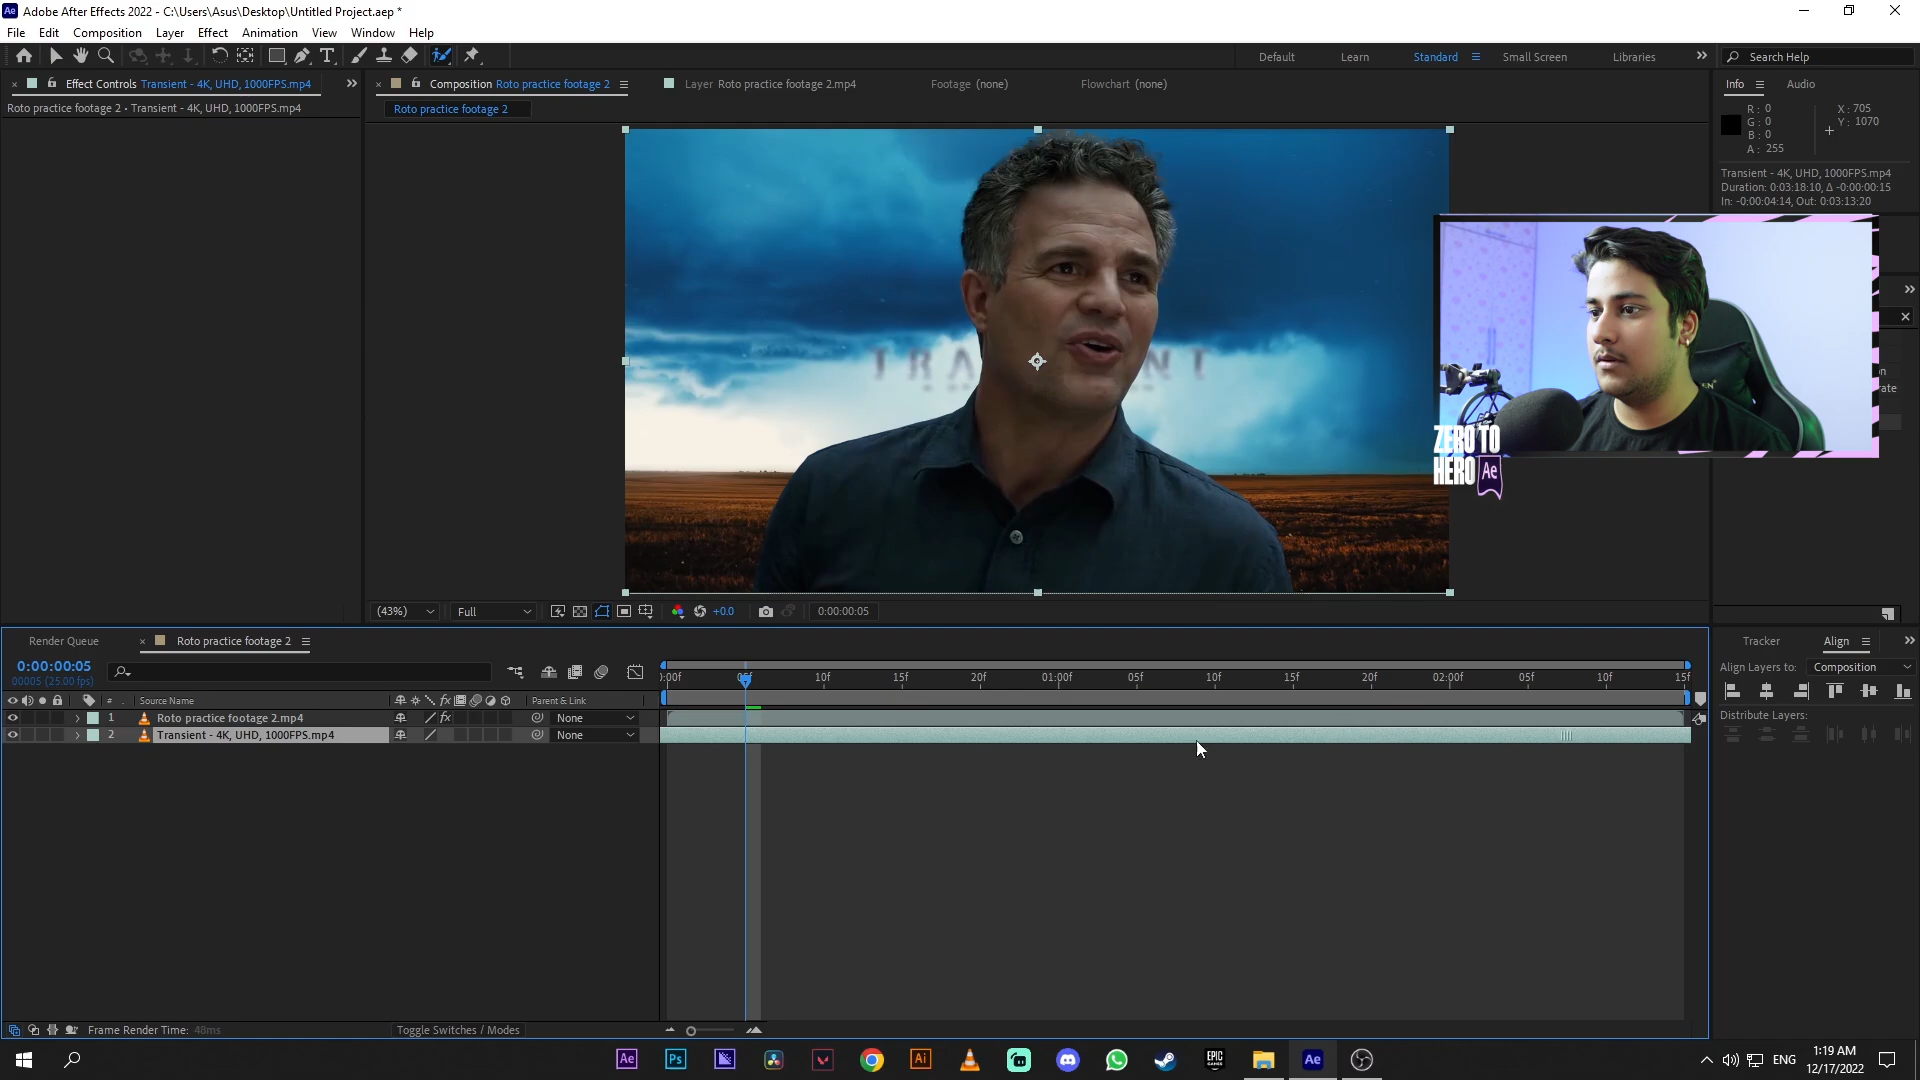 Adobe After Effects 2022 - C:\Users\Asus\Desktop\Untitled Project.aep *
File Edit Composition Layer Effect Animation View Window Help
Default Learn Standard Small Screen Libraries Search Help
Effect Controls Transient - 4K, UHD, 1000FPS.mp4
Roto practice footage 2 • Transient - 4K, UHD, 1000FPS.mp4
Composition Roto practice footage 2
Layer Roto practice footage 2.mp4
Footage (none)
Flowchart (none)
Roto practice footage 2
Info Audio
R: 0
G: 0
B: 0
A: 255
X: 705
Y: 1070
Transient - 4K, UHD, 1000FPS.mp4
Duration: 0:03:18:10, Δ -0:00:00:15
In: -0:00:04:14, Out: 0:03:13:20
ZERO TO
HERO Ae
(43%) Full +0.0 0:00:00:05
Render Queue
Roto practice footage 2
0:00:00:05
00005 (25.00 fps)
# Source Name Parent & Link
1 Roto practice footage 2.mp4 fx None
2 Transient - 4K, UHD, 1000FPS.mp4 None
10f 15f 20f 01:00f 05f 10f 15f 20f 02:00f 05f 10f 15f
Frame Render Time: 48ms
Toggle Switches / Modes
Tracker Align
Align Layers to: Composition
Distribute Layers:
Ae Ps Ai EPIC GAMES Ae
ENG
1:19 AM
12/17/2022